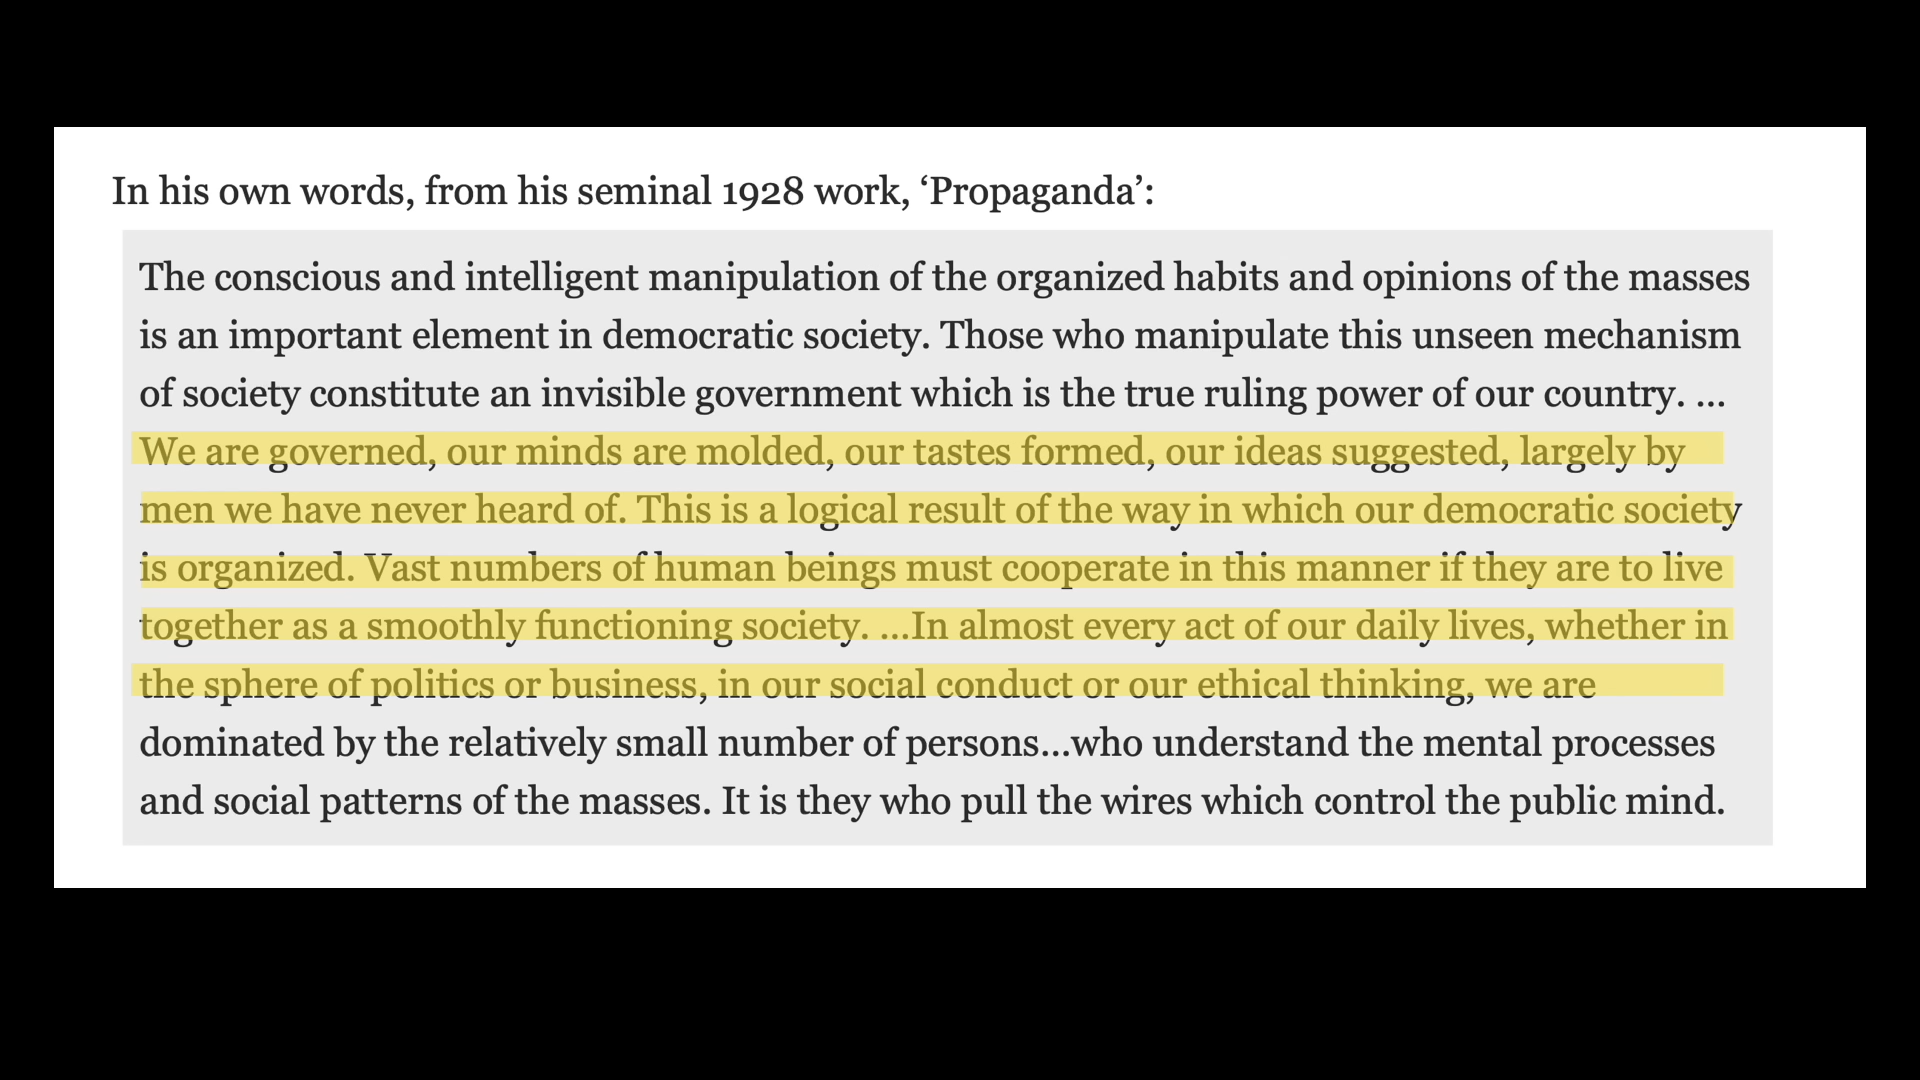 In his own words, from his seminal 1928 work, ‘Propaganda’:
The conscious and intelligent manipulation of the organized habits and opinions of the masses
is an important element in democratic society. Those who manipulate this unseen mechanism
of society constitute an invisible government which is the true ruling power of our country. ...
We are governed, our minds are molded, our tastes formed, our ideas suggested, largely by
men we have never heard of. This is a logical result of the way in which our democratic society
is organized. Vast numbers of human beings must cooperate in this manner if they are to live
together as a smoothly functioning society. ...In almost every act of our daily lives, whether in
the sphere of politics or business, in our social conduct or our ethical thinking, we are
dominated by the relatively small number of persons...who understand the mental processes
and social patterns of the masses. It is they who pull the wires which control the public mind.